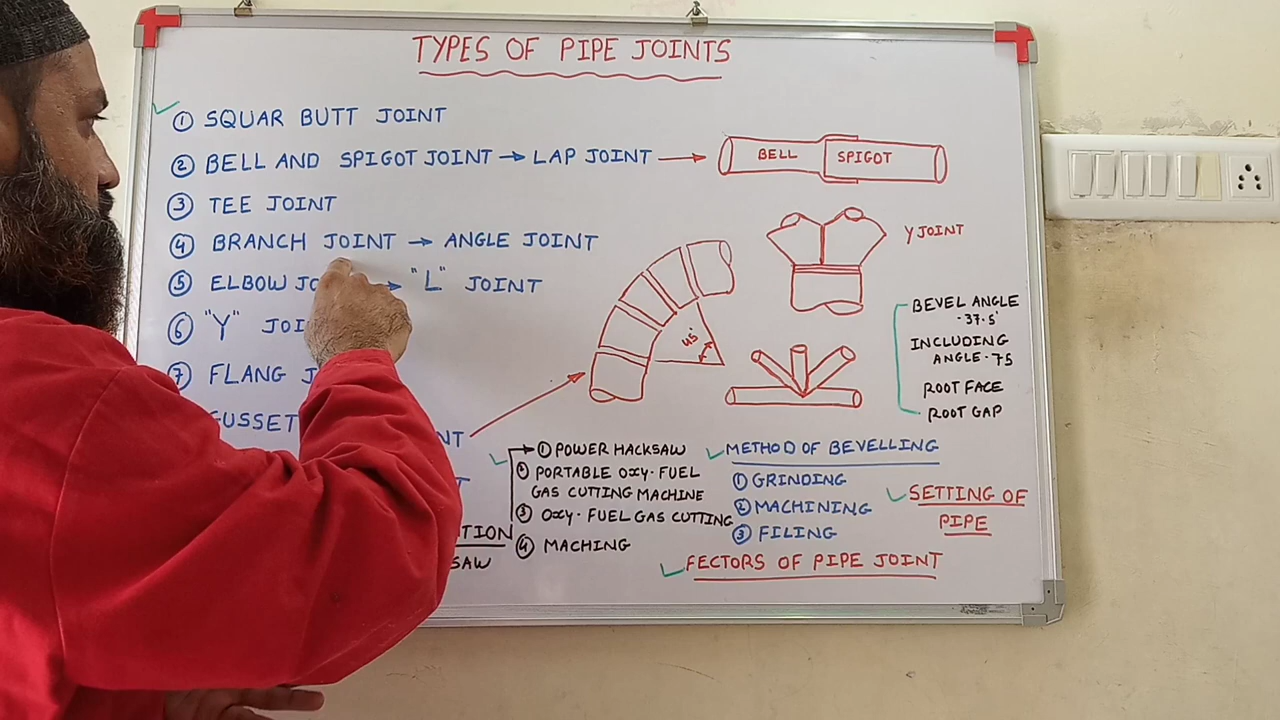 TYPES OF PIPE JOINTS
① SQUAR BUTT JOINT
② BELL AND SPIGOT JOINT → LAP JOINT →
BELL SPIGOT
③ TEE JOINT
④ BRANCH JOINT → ANGLE JOINT
⑤ ELBOW JO → "L" JOINT
⑥ "Y" JOI
⑦ FLANG J
GUSSET NT
Y JOINT
45°
BEVEL ANGLE
·37.5°
INCLUDING
ANGLE·75
ROOT FACE
ROOT GAP
TION
SAW
① POWER HACKSAW
② PORTABLE OXY·FUEL
GAS CUTTING MACHINE
③ OXY·FUEL GAS CUTTING
④ MACHING
METHOD OF BEVELLING
① GRINDING
② MACHINING
③ FILING
SETTING OF
PIPE
FECTORS OF PIPE JOINT